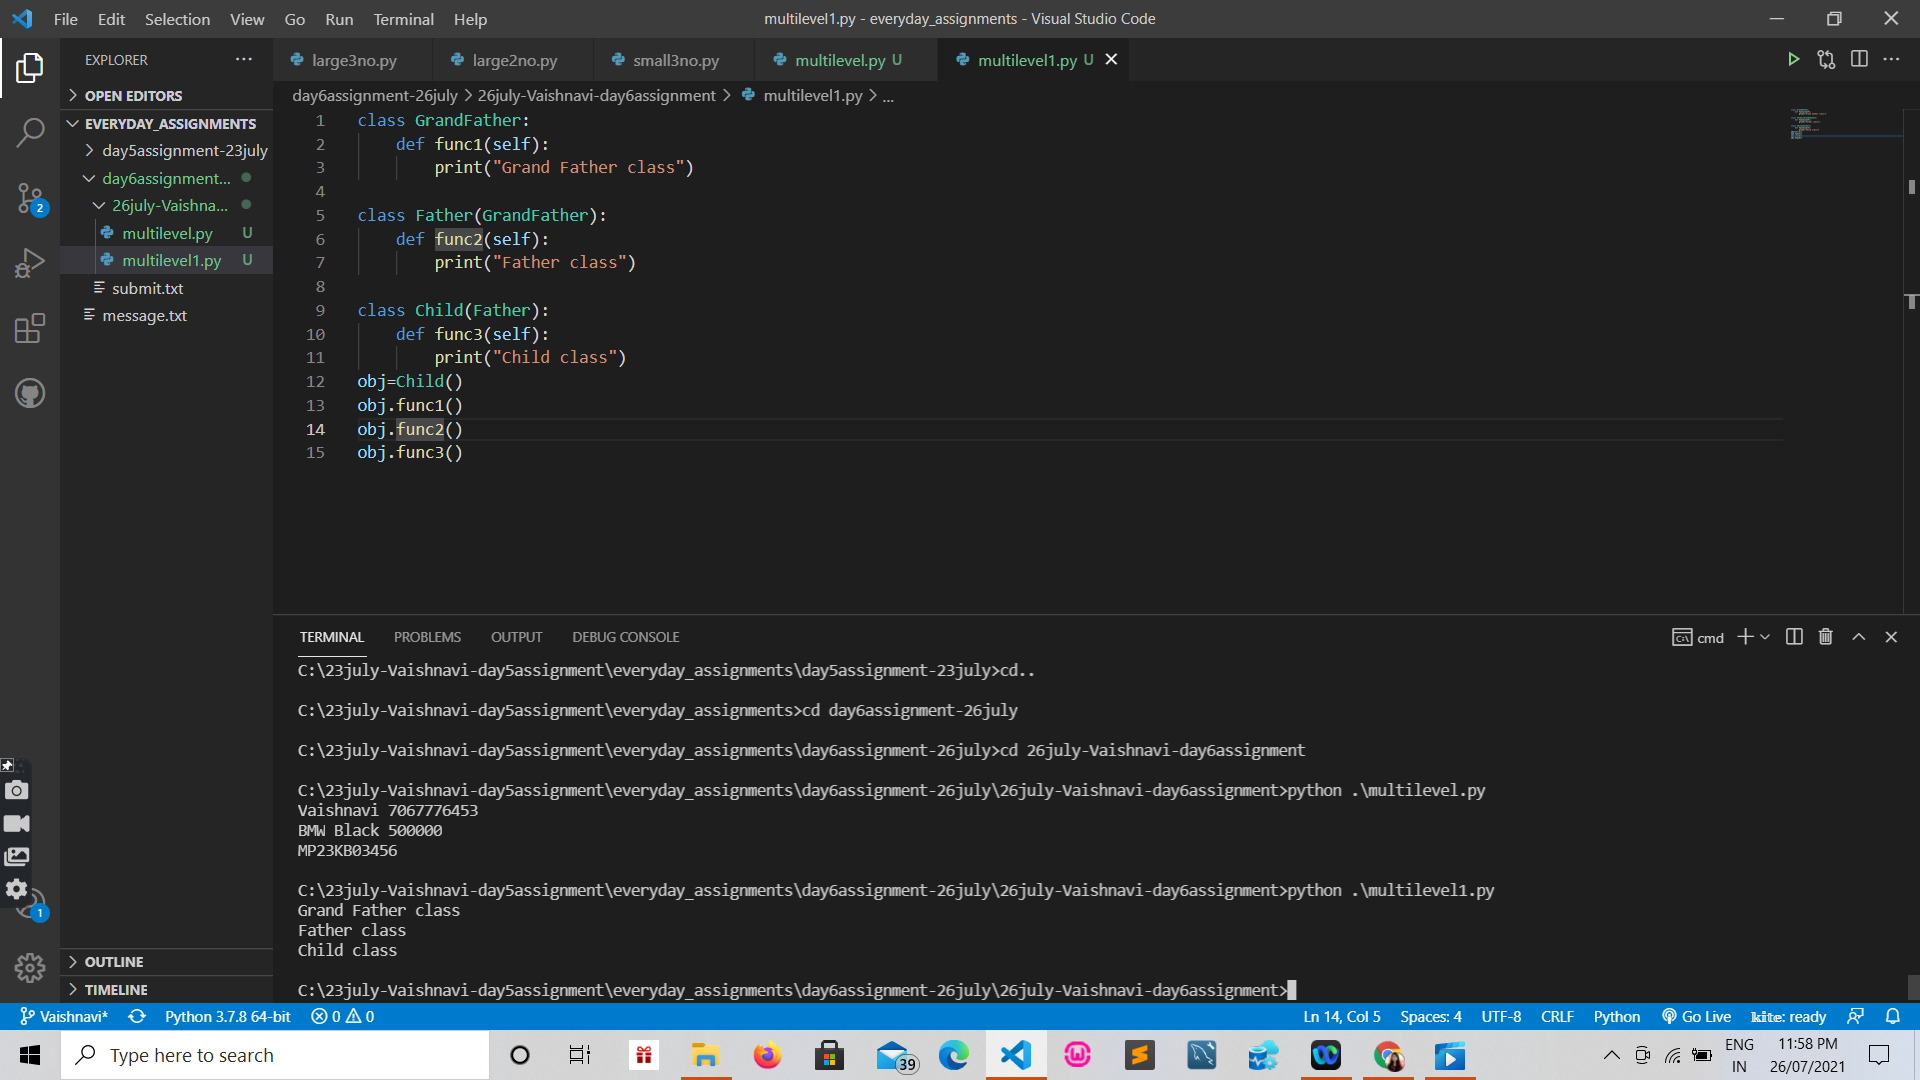 File Edit Selection View Go Run Terminal Help
multilevel1.py - everyday_assignments - Visual Studio Code
EXPLORER ...
large3no.py
large2no.py
small3no.py
multilevel.py U
multilevel1.py U
OPEN EDITORS
EVERYDAY_ASSIGNMENTS
day5assignment-23july
day6assignment...
26july-Vaishna...
multilevel.py U
multilevel1.py U
submit.txt
message.txt
day6assignment-26july > 26july-Vaishnavi-day6assignment > multilevel1.py > ...
1 class GrandFather:
2 def func1(self):
3 print("Grand Father class")
4
5 class Father(GrandFather):
6 def func2(self):
7 print("Father class")
8
9 class Child(Father):
10 def func3(self):
11 print("Child class")
12 obj=Child()
13 obj.func1()
14 obj.func2()
15 obj.func3()
2
1
OUTLINE
TIMELINE
TERMINAL PROBLEMS OUTPUT DEBUG CONSOLE
cmd
C:\23july-Vaishnavi-day5assignment\everyday_assignments\day5assignment-23july>cd..
C:\23july-Vaishnavi-day5assignment\everyday_assignments>cd day6assignment-26july
C:\23july-Vaishnavi-day5assignment\everyday_assignments\day6assignment-26july>cd 26july-Vaishnavi-day6assignment
C:\23july-Vaishnavi-day5assignment\everyday_assignments\day6assignment-26july\26july-Vaishnavi-day6assignment>python .\multilevel.py
Vaishnavi 7067776453
BMW Black 500000
MP23KB03456
C:\23july-Vaishnavi-day5assignment\everyday_assignments\day6assignment-26july\26july-Vaishnavi-day6assignment>python .\multilevel1.py
Grand Father class
Father class
Child class
C:\23july-Vaishnavi-day5assignment\everyday_assignments\day6assignment-26july\26july-Vaishnavi-day6assignment>
Vaishnavi* Python 3.7.8 64-bit 0 0
Ln 14, Col 5 Spaces: 4 UTF-8 CRLF Python Go Live kite: ready
Type here to search
39
ENG
IN
11:58 PM
26/07/2021